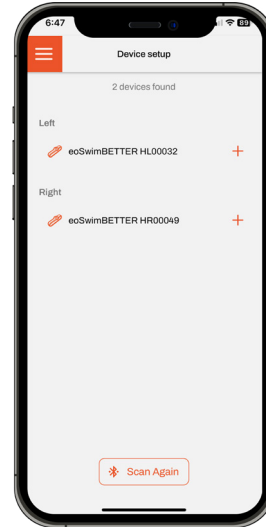 6:47
89
Device setup
2 devices found
Left
eoSwimBETTER HL00032
Right
eoSwimBETTER HR00049
Scan Again